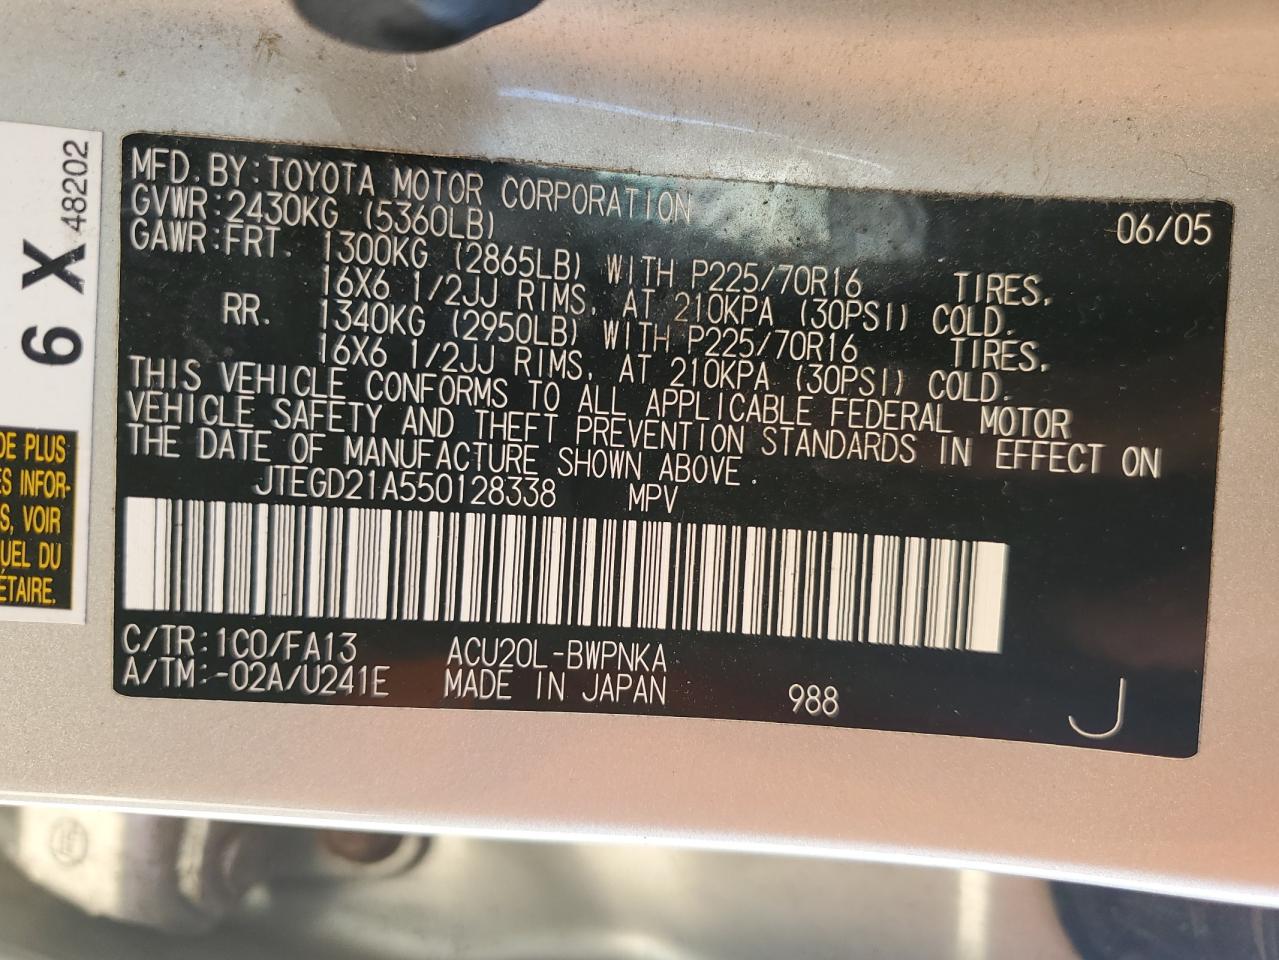 MFD. BY: TOYOTA MOTOR CORPORATION 06/05
GVWR: 2430KG (5360LB)
GAWR: FRT. 1300KG (2865LB) WITH P225/70R16 TIRES,
16X6 1/2JJ RIMS, AT 210KPA (30PSI) COLD.
RR. 1340KG (2950LB) WITH P225/70R16 TIRES,
16X6 1/2JJ RIMS, AT 210KPA (30PSI) COLD.
THIS VEHICLE CONFORMS TO ALL APPLICABLE FEDERAL MOTOR
VEHICLE SAFETY AND THEFT PREVENTION STANDARDS IN EFFECT ON
THE DATE OF MANUFACTURE SHOWN ABOVE.
JTEGD21A550128338 MPV
C/TR: 1C0/FA13 ACU20L-BWPNKA
A/TM: -02A/U241E MADE IN JAPAN 988 J
6 X 48202
DE PLUS
ES INFOR-
S, VOIR
UEL DU
ÉTAIRE.